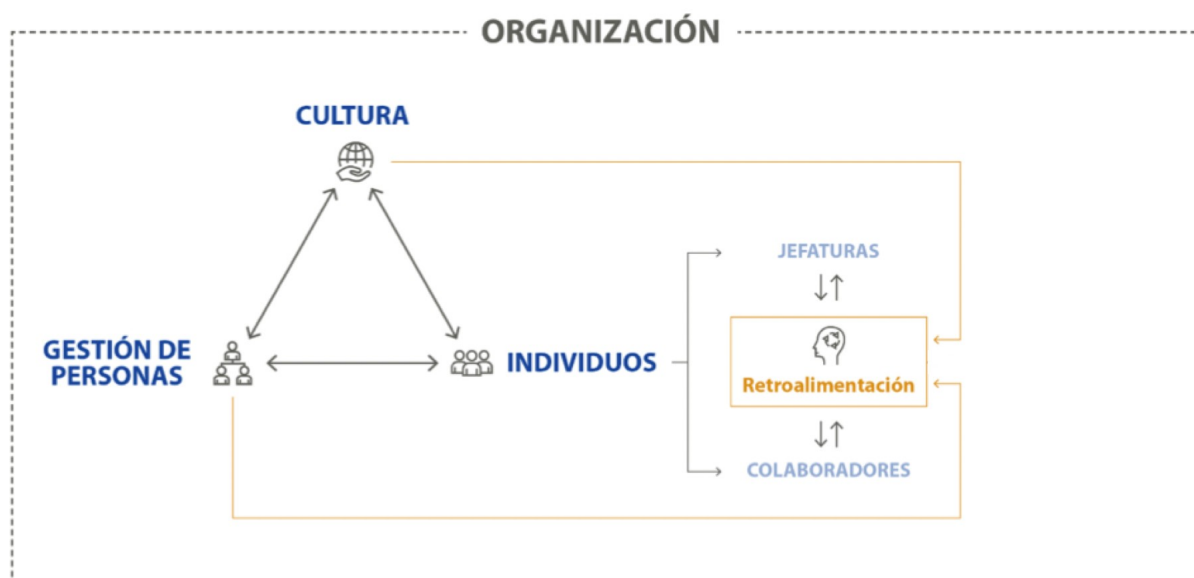 ORGANIZACIÓN
CULTURA
JEFATURAS
GESTIÓN DE
PERSONAS
INDIVIDUOS
Retroalimentación
COLABORADORES